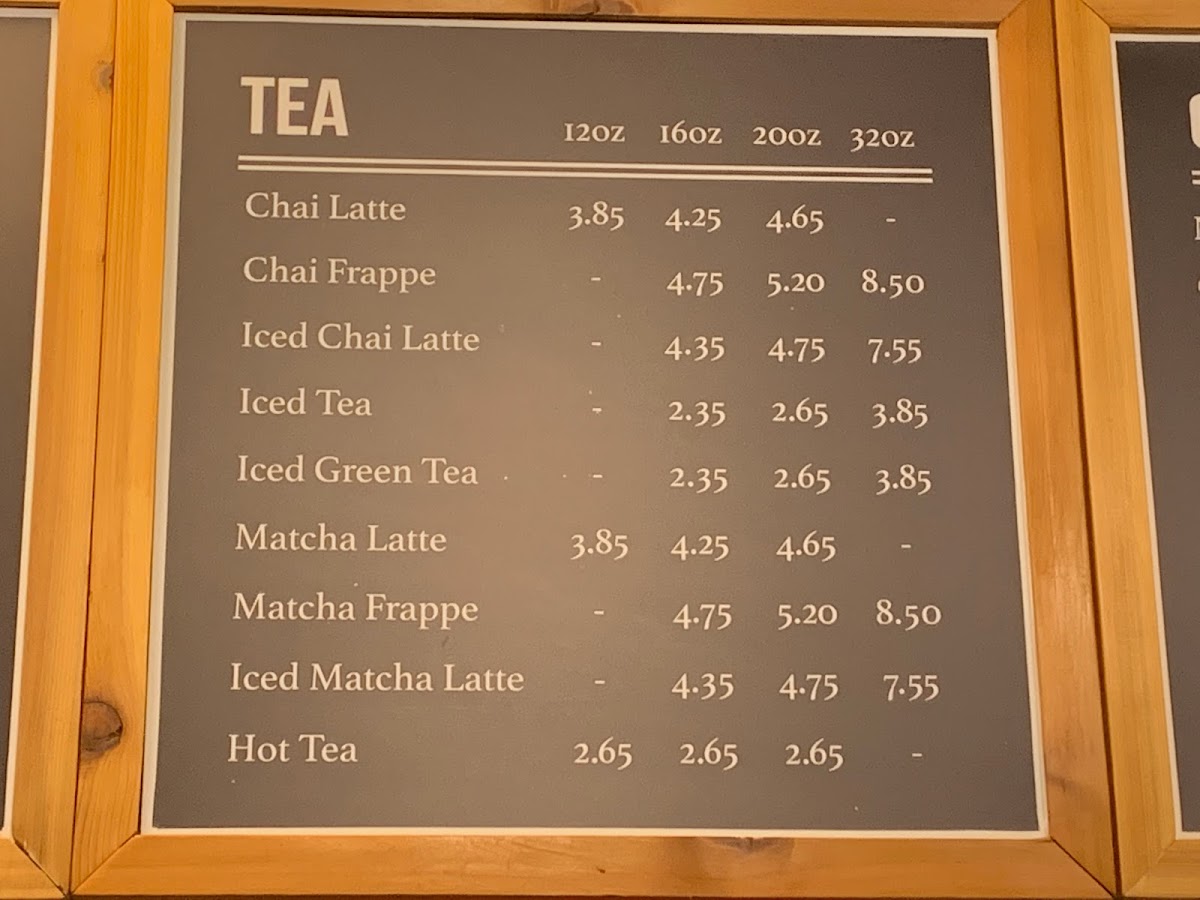 TEA 12OZ 16OZ 20OZ 32OZ
Chai Latte 3.85 4.25 4.65 -
Chai Frappe - 4.75 5.20 8.50
Iced Chai Latte - 4.35 4.75 7.55
Iced Tea - 2.35 2.65 3.85
Iced Green Tea - 2.35 2.65 3.85
Matcha Latte 3.85 4.25 4.65 -
Matcha Frappe - 4.75 5.20 8.50
Iced Matcha Latte - 4.35 4.75 7.55
Hot Tea 2.65 2.65 2.65 -